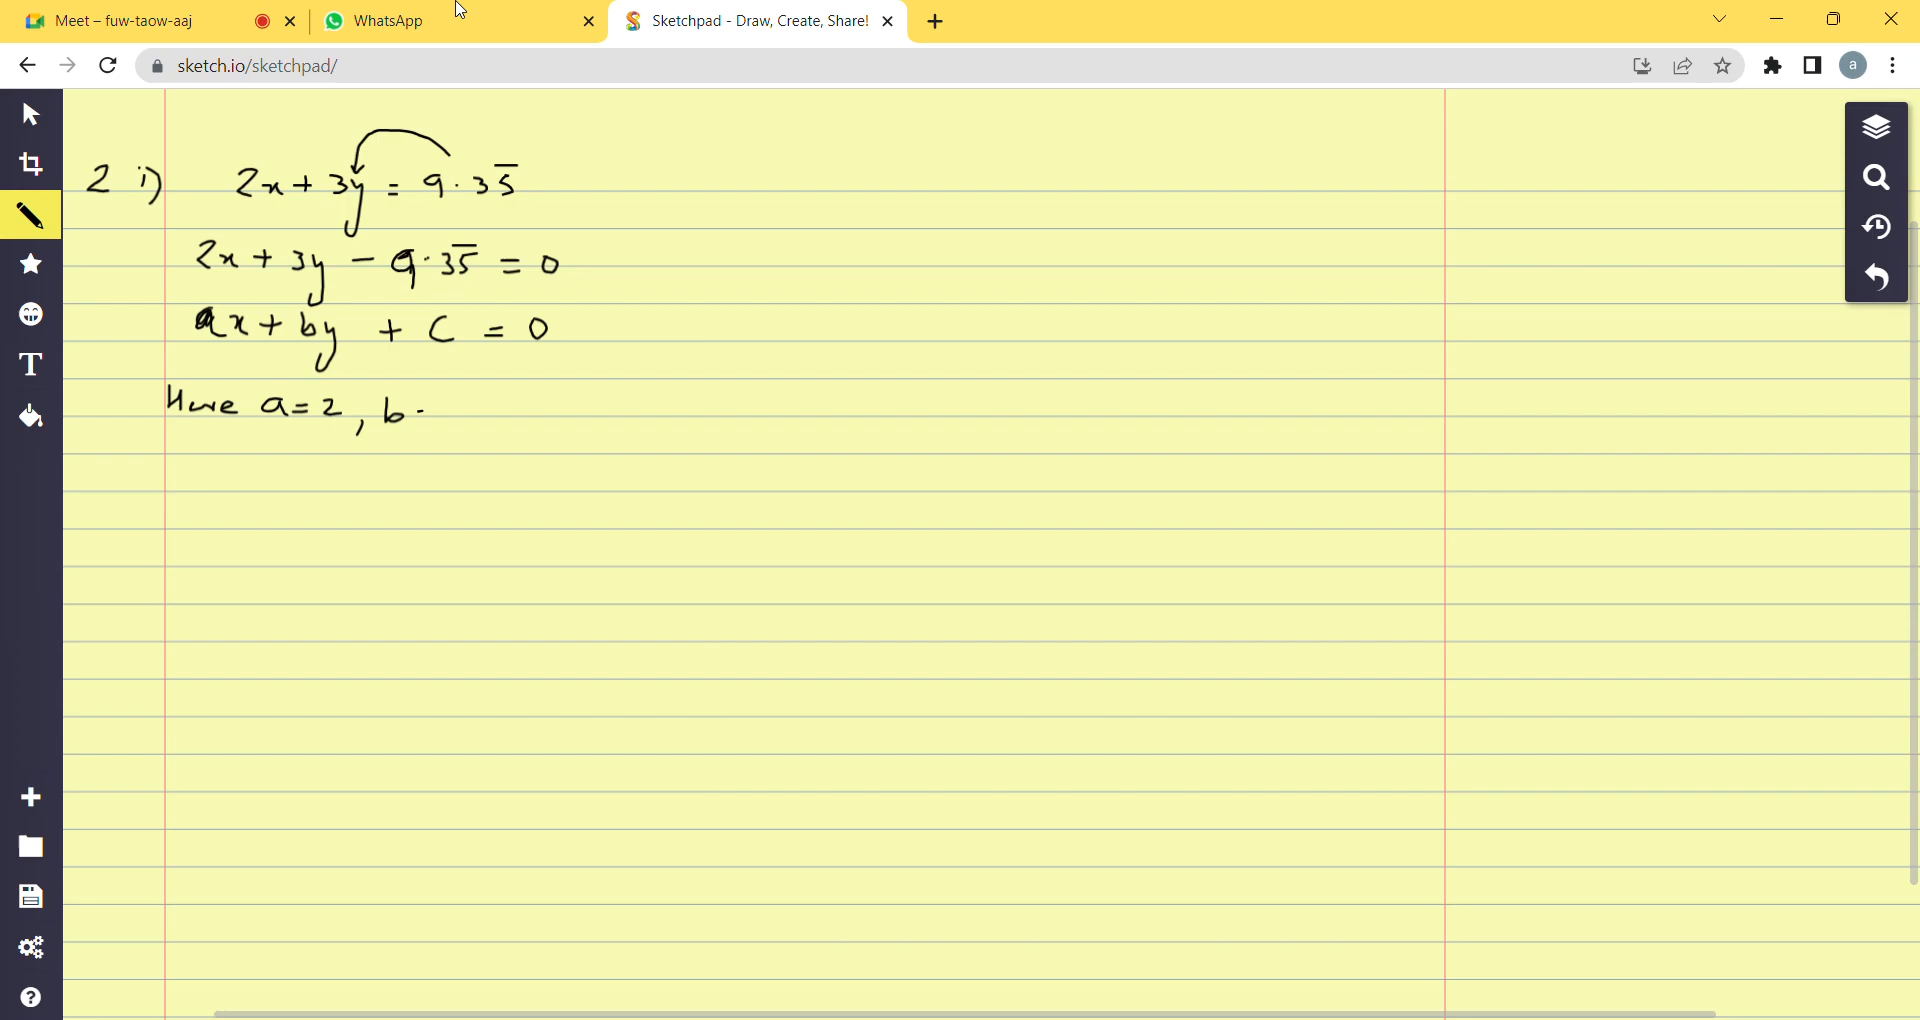 Meet – fuw-taow-aaj WhatsApp Sketchpad - Draw, Create, Share!
sketch.io/sketchpad/ a
2 i) 2x + 3y = 9.35̅
2x + 3y - 9.35̅ = 0
ax + by + c = 0
Here a = 2, b -
T